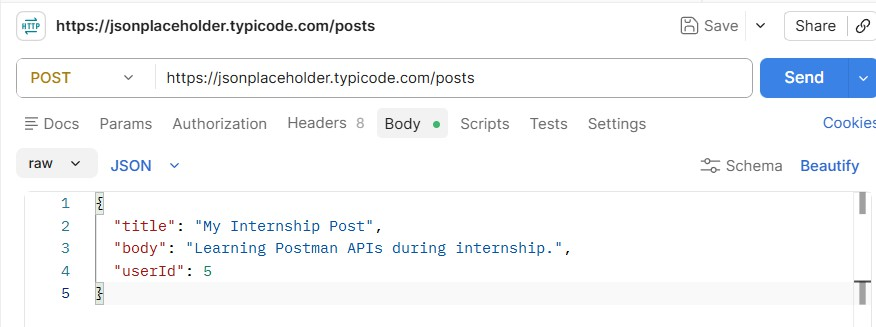 HTTP https://jsonplaceholder.typicode.com/posts Save Share
POST https://jsonplaceholder.typicode.com/posts Send
Docs Params Authorization Headers 8 Body Scripts Tests Settings Cookies
raw JSON Schema Beautify
1 {
2 "title": "My Internship Post",
3 "body": "Learning Postman APIs during internship.",
4 "userId": 5
5 }